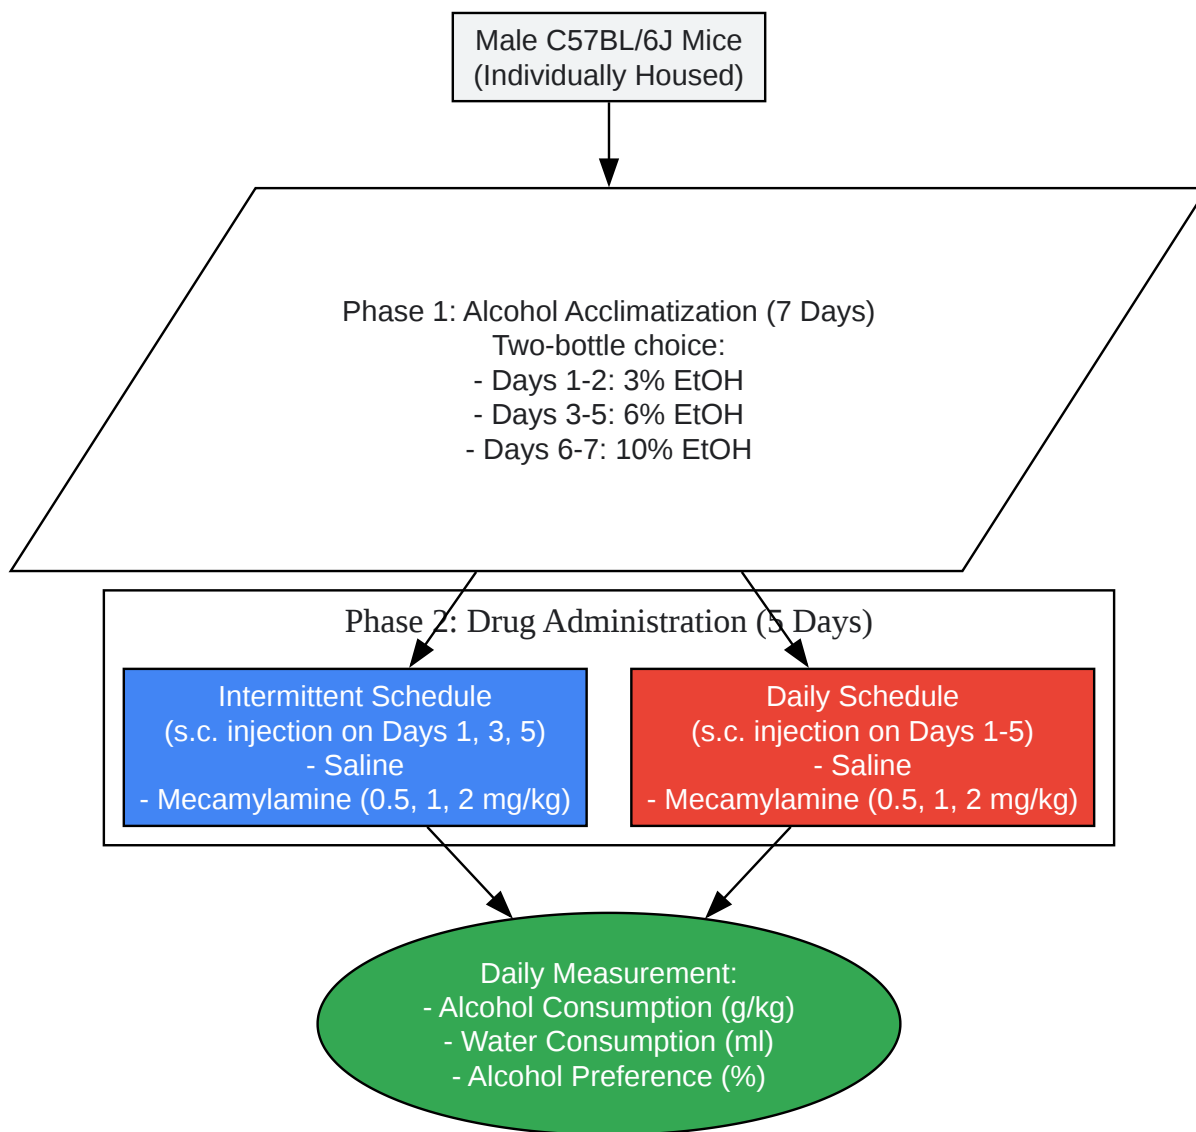 Male C57BL/6J Mice
(Individually Housed)
Phase 1: Alcohol Acclimatization (7 Days)
Two-bottle choice:
- Days 1-2: 3% EtOH
- Days 3-5: 6% EtOH
- Days 6-7: 10% EtOH
Phase 2: Drug Administration (5 Days)
Intermittent Schedule
(s.c. injection on Days 1, 3, 5)
- Saline
- Mecamylamine (0.5, 1, 2 mg/kg)
Daily Schedule
(s.c. injection on Days 1-5)
- Saline
- Mecamylamine (0.5, 1, 2 mg/kg)
Daily Measurement:
- Alcohol Consumption (g/kg)
- Water Consumption (ml)
- Alcohol Preference (%)